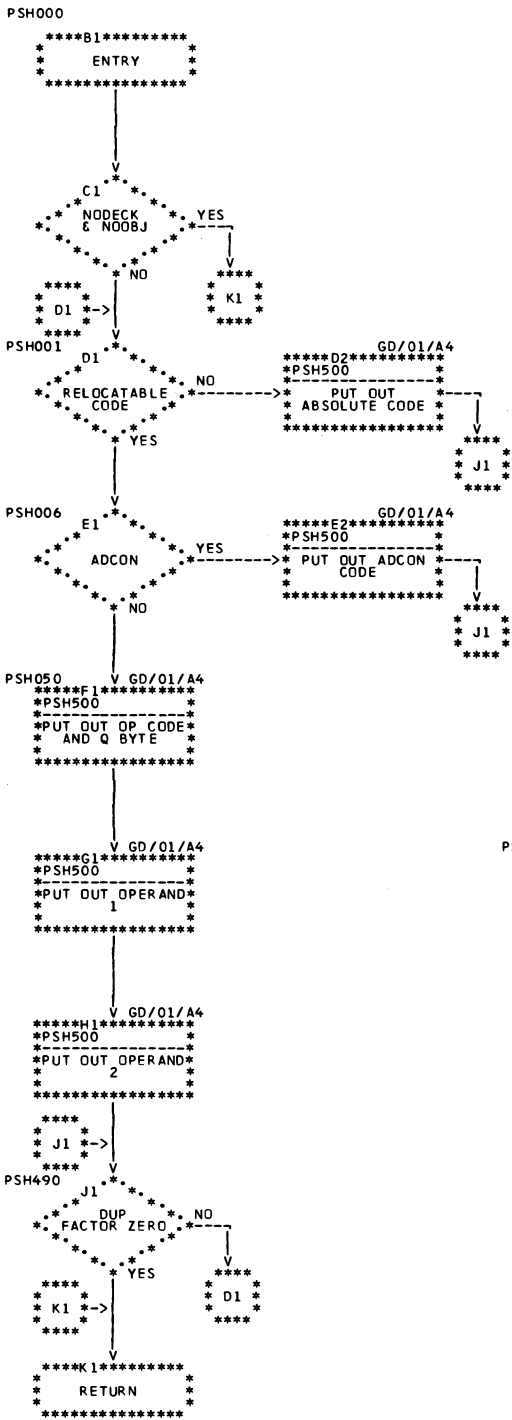 PSH000
B1
ENTRY
C1
NODECK
& NOOBJ
YES
NO
K1
D1
PSH001
D1
RELOCATABLE
CODE
NO
YES
GD/01/A4
D2
PSH500
PUT OUT
ABSOLUTE CODE
J1
PSH006
E1
ADCON
YES
NO
GD/01/A4
E2
PSH500
PUT OUT ADCON
CODE
J1
PSH050
GD/01/A4
F1
PSH500
PUT OUT OP CODE
AND Q BYTE
GD/01/A4
G1
PSH500
PUT OUT OPERAND
1
P
GD/01/A4
H1
PSH500
PUT OUT OPERAND
2
J1
PSH490
J1
DUP
FACTOR ZERO
NO
YES
D1
K1
K1
RETURN